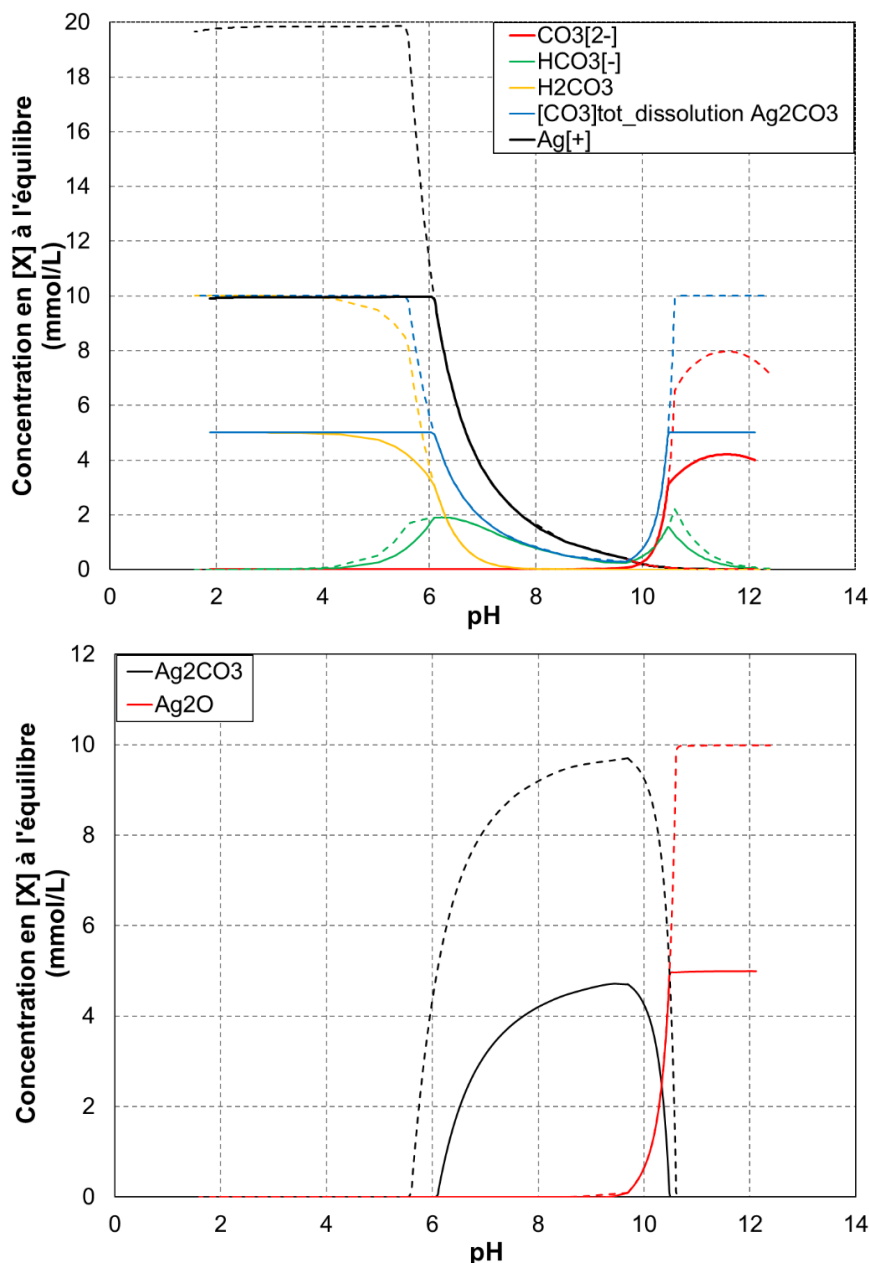 20
18
16
14
12
10
8
6
4
2
0
Concentration en [X] à l'équilibre
(mmol/L)
CO3[2-]
HCO3[-]
H2CO3
[CO3]tot_dissolution Ag2CO3
Ag[+]
0 2 4 6 8 10 12 14
pH
12
10
8
6
4
2
0
Concentration en [X] à l'équilibre
(mmol/L)
Ag2CO3
Ag2O
0 2 4 6 8 10 12 14
pH